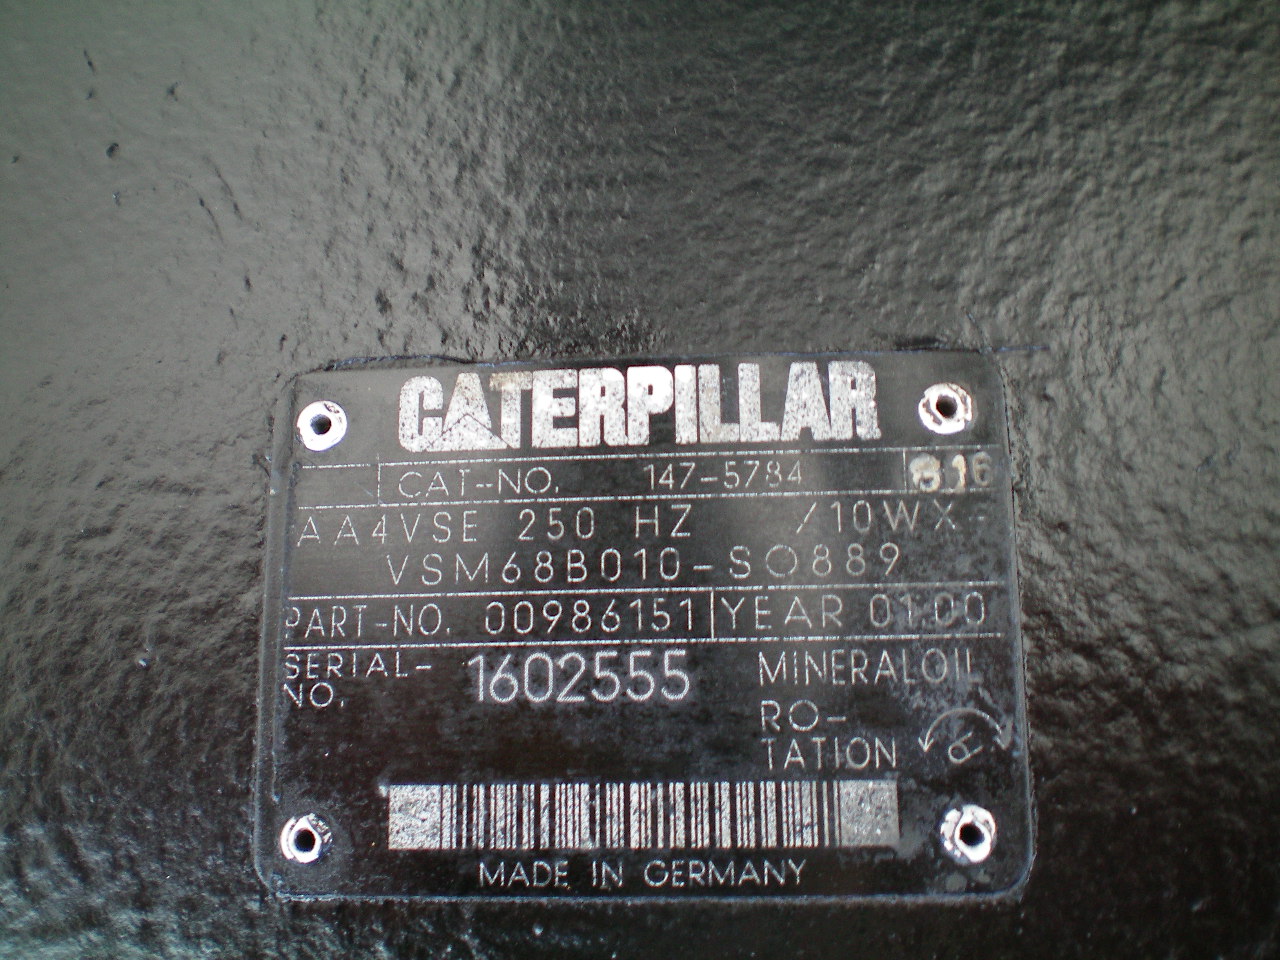 CATERPILLAR
CAT-NO. 147-5784 816
AA4VSE 250 HZ /10WX-
VSM68B010-SO889
PART-NO. 00986151 YEAR 01.00
SERIAL-NO. 1602555 MINERALOIL
RO-
TATION
MADE IN GERMANY